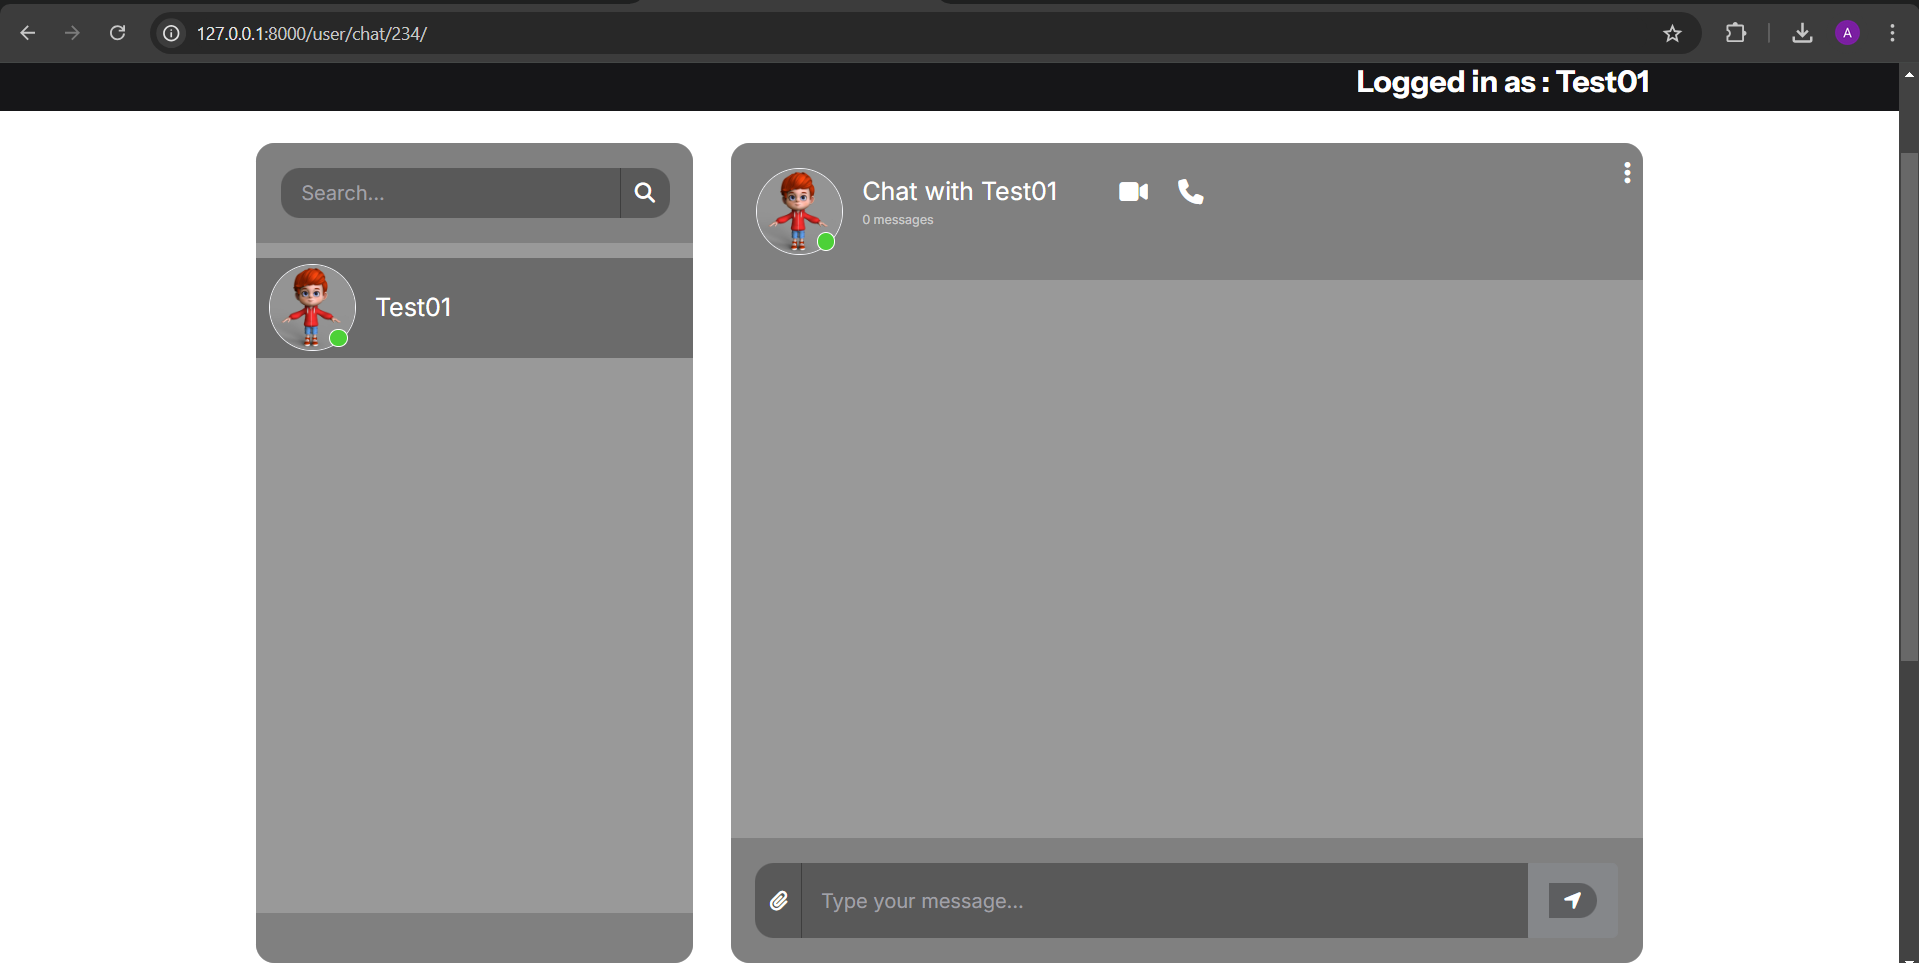 127.0.0.1:8000/user/chat/234/
A
Logged in as : Test01
Search...
Test01
Chat with Test01
0 messages
Type your message...